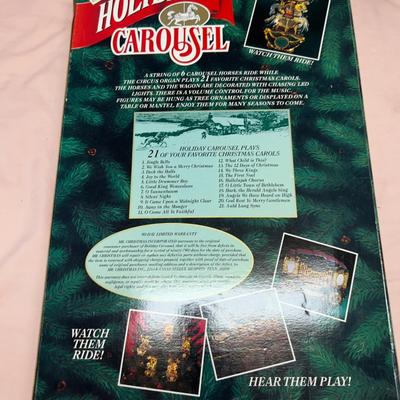 HOLIDAY
CAROUSEL
WATCH THEM RIDE!
A STRING OF 6 CAROUSEL HORSES RIDE WHILE
THE CIRCUS ORGAN PLAYS 21 FAVORITE CHRISTMAS CAROLS.
THE HORSES AND THE WAGON ARE DECORATED WITH CHASING LED
LIGHTS. THERE IS A VOLUME CONTROL FOR THE MUSIC.
FIGURES MAY BE HUNG AS TREE ORNAMENTS OR DISPLAYED ON A
TABLE OR MANTEL. ENJOY THEM FOR MANY SEASONS TO COME.
HOLIDAY CAROUSEL PLAYS
21 OF YOUR FAVORITE CHRISTMAS CAROLS
1. Jingle Bells
2. We Wish You a Merry Christmas
3. Deck the Halls
4. Joy to the World
5. Little Drummer Boy
6. Good King Wenceslaus
7. O Tannenbaum
8. Silent Night
9. It Came Upon a Midnight Clear
10. Away in the Manger
11. O Come All Ye Faithful
12. What Child is This?
13. The 12 Days of Christmas
14. We Three Kings
15. The First Noel
16. Hallelujah Chorus
17. O Little Town of Bethlehem
18. Hark the Herald Angels Sing
19. Angels We Have Heard on High
20. God Rest Ye Merry Gentlemen
21. Auld Lang Syne
90 DAY LIMITED WARRANTY
WATCH
THEM
RIDE!
HEAR THEM PLAY!